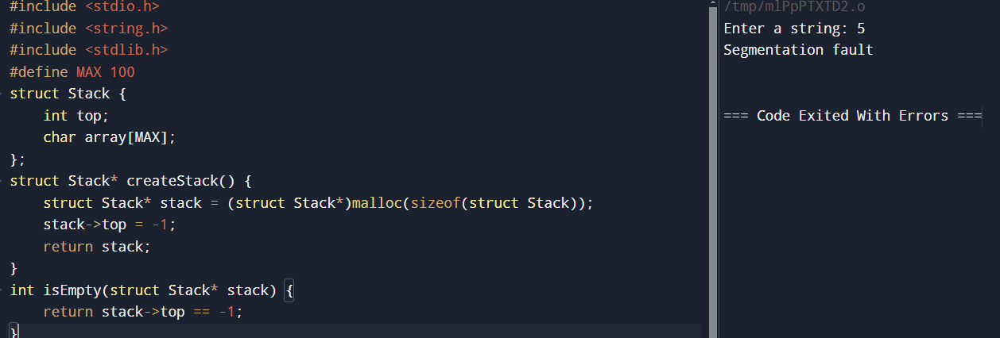 #include <stdio.h>
#include <string.h>
#include <stdlib.h>
#define MAX 100
struct Stack {
    int top;
    char array[MAX];
};
struct Stack* createStack() {
    struct Stack* stack = (struct Stack*)malloc(sizeof(struct Stack));
    stack->top = -1;
    return stack;
}
int isEmpty(struct Stack* stack) {
    return stack->top == -1;
}
/tmp/mlPpPTXTD2.o
Enter a string: 5
Segmentation fault
=== Code Exited With Errors ===